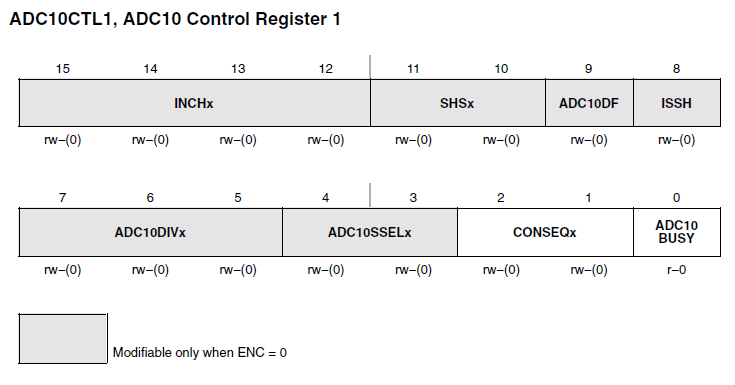 ADC10CTL1, ADC10 Control Register 1
15 14 13 12 11 10 9 8
INCHx SHSx ADC10DF ISSH
rw−(0) rw−(0) rw−(0) rw−(0) rw−(0) rw−(0) rw−(0) rw−(0)
7 6 5 4 3 2 1 0
ADC10DIVx ADC10SSELx CONSEQx ADC10
BUSY
rw−(0) rw−(0) rw−(0) rw−(0) rw−(0) rw−(0) rw−(0) r−0
Modifiable only when ENC = 0